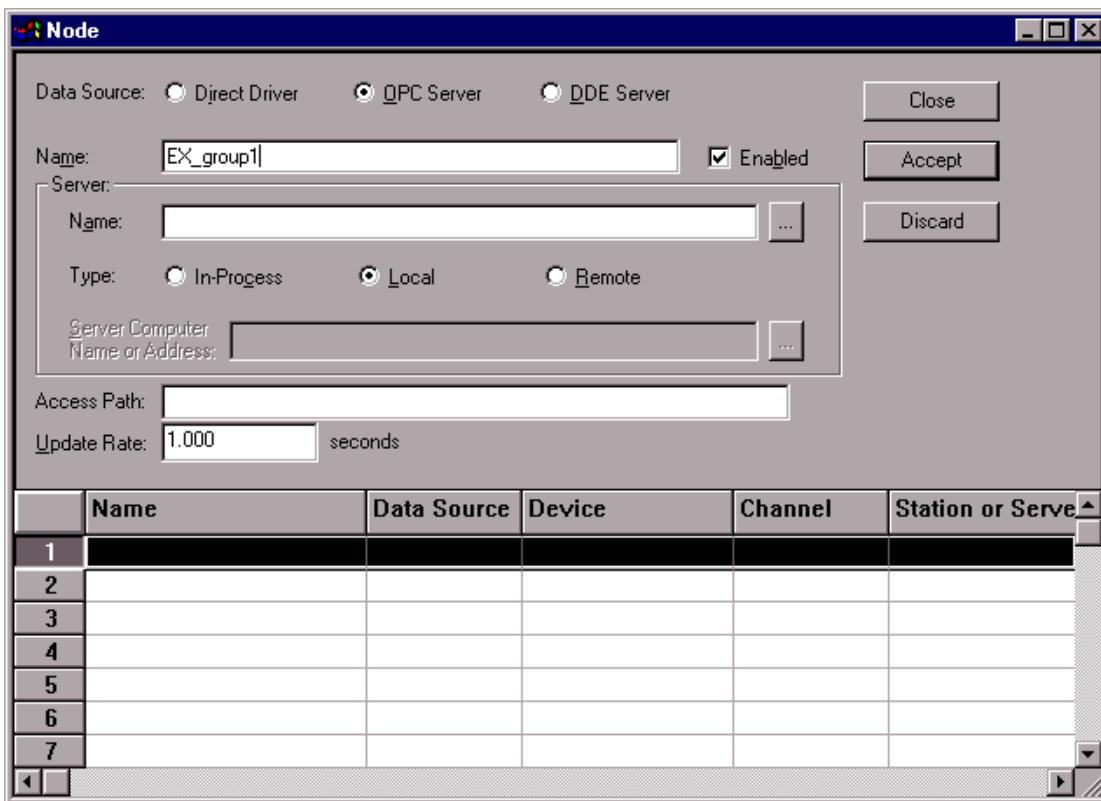 Node
Data Source: Direct Driver OPC Server DDE Server
Close
Name: EX_group1 Enabled
Accept
Server:
Name: ...
Discard
Type: In-Process Local Remote
Server Computer
Name or Address: ...
Access Path:
Update Rate: 1.000 seconds
Name Data Source Device Channel Station or Serve
1
2
3
4
5
6
7